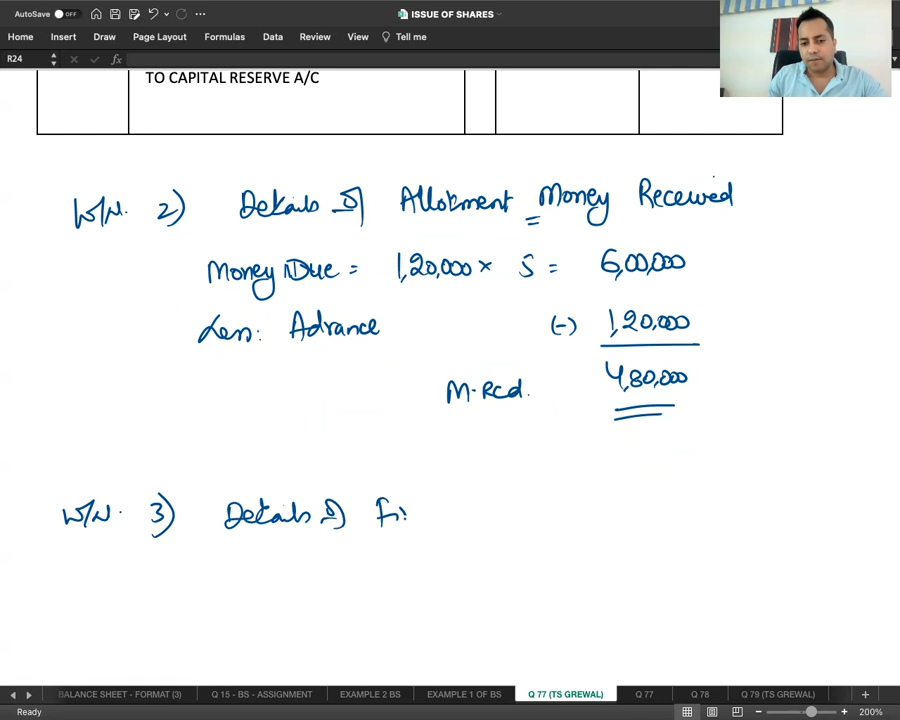 AutoSave OFF ISSUE OF SHARES
Home Insert Draw Page Layout Formulas Data Review View Tell me
R24 fx
TO CAPITAL RESERVE A/C
W/N. 2) Details of Allotment Money Received
Money Due = 1,20,000 × 5 = 6,00,000
Less: Advance (-) 1,20,000
M. Rcd. 4,80,000
W/N. 3) Details of
BALANCE SHEET - FORMAT (3) Q 15 - BS - ASSIGNMENT EXAMPLE 2 BS EXAMPLE 1 OF BS Q 77 (TS GREWAL) Q 77 Q 78 Q 79 (TS GREWAL) +
Ready 200%